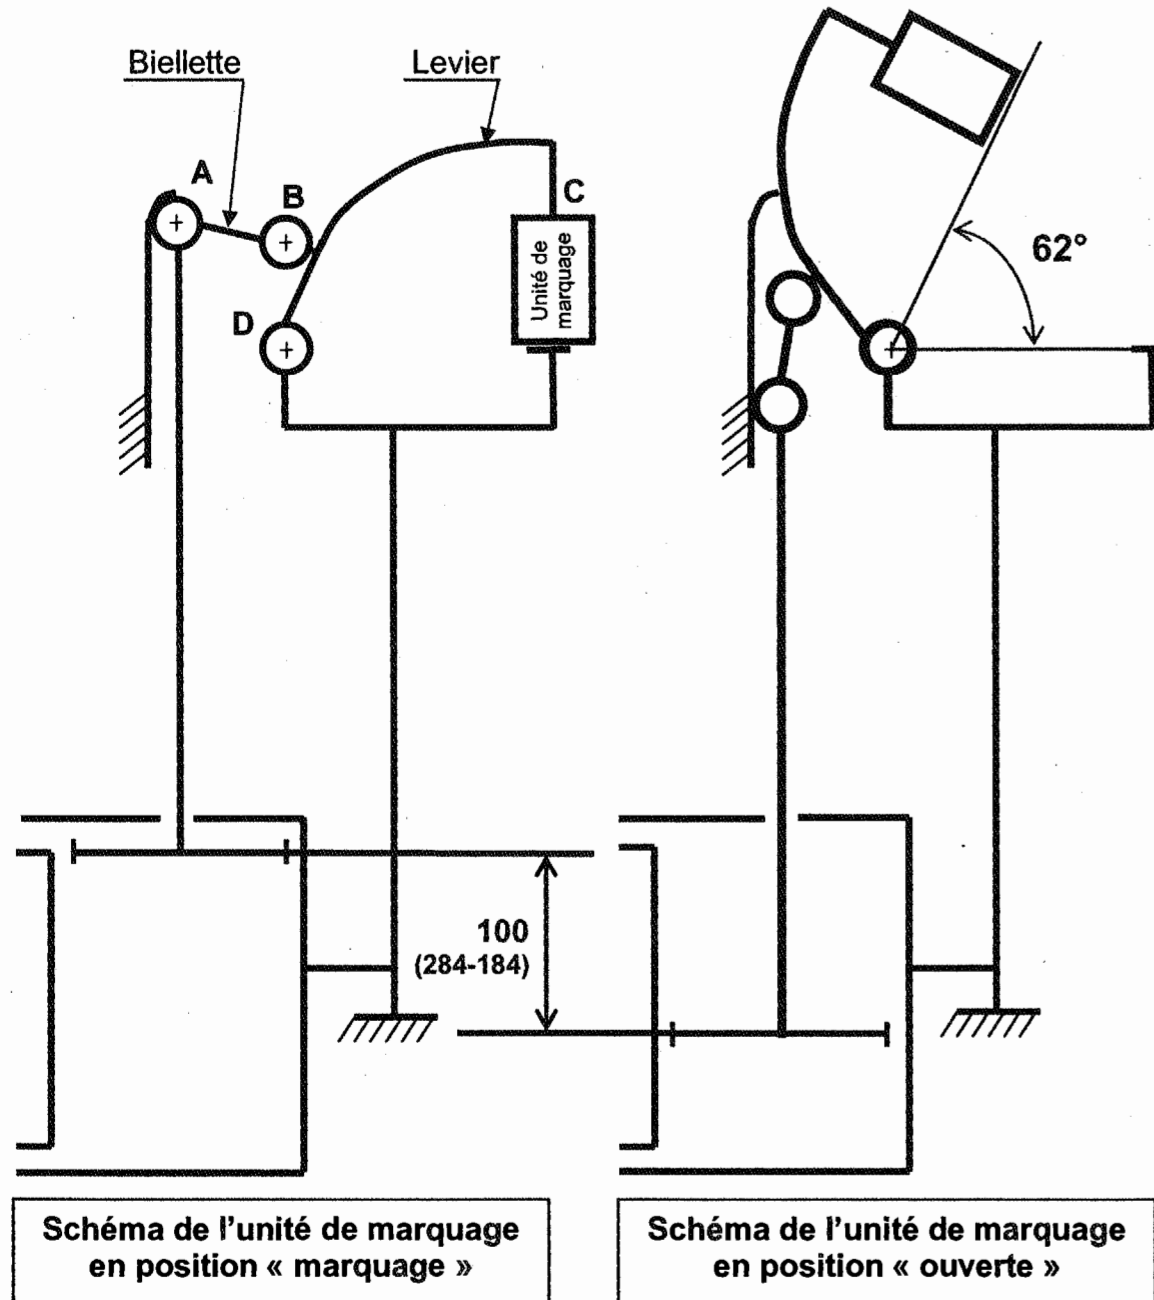 Biellette
Levier
A
B
C
D
Unité de
marquage
62°
100
(284-184)
Schéma de l'unité de marquage
en position « marquage »
Schéma de l'unité de marquage
en position « ouverte »